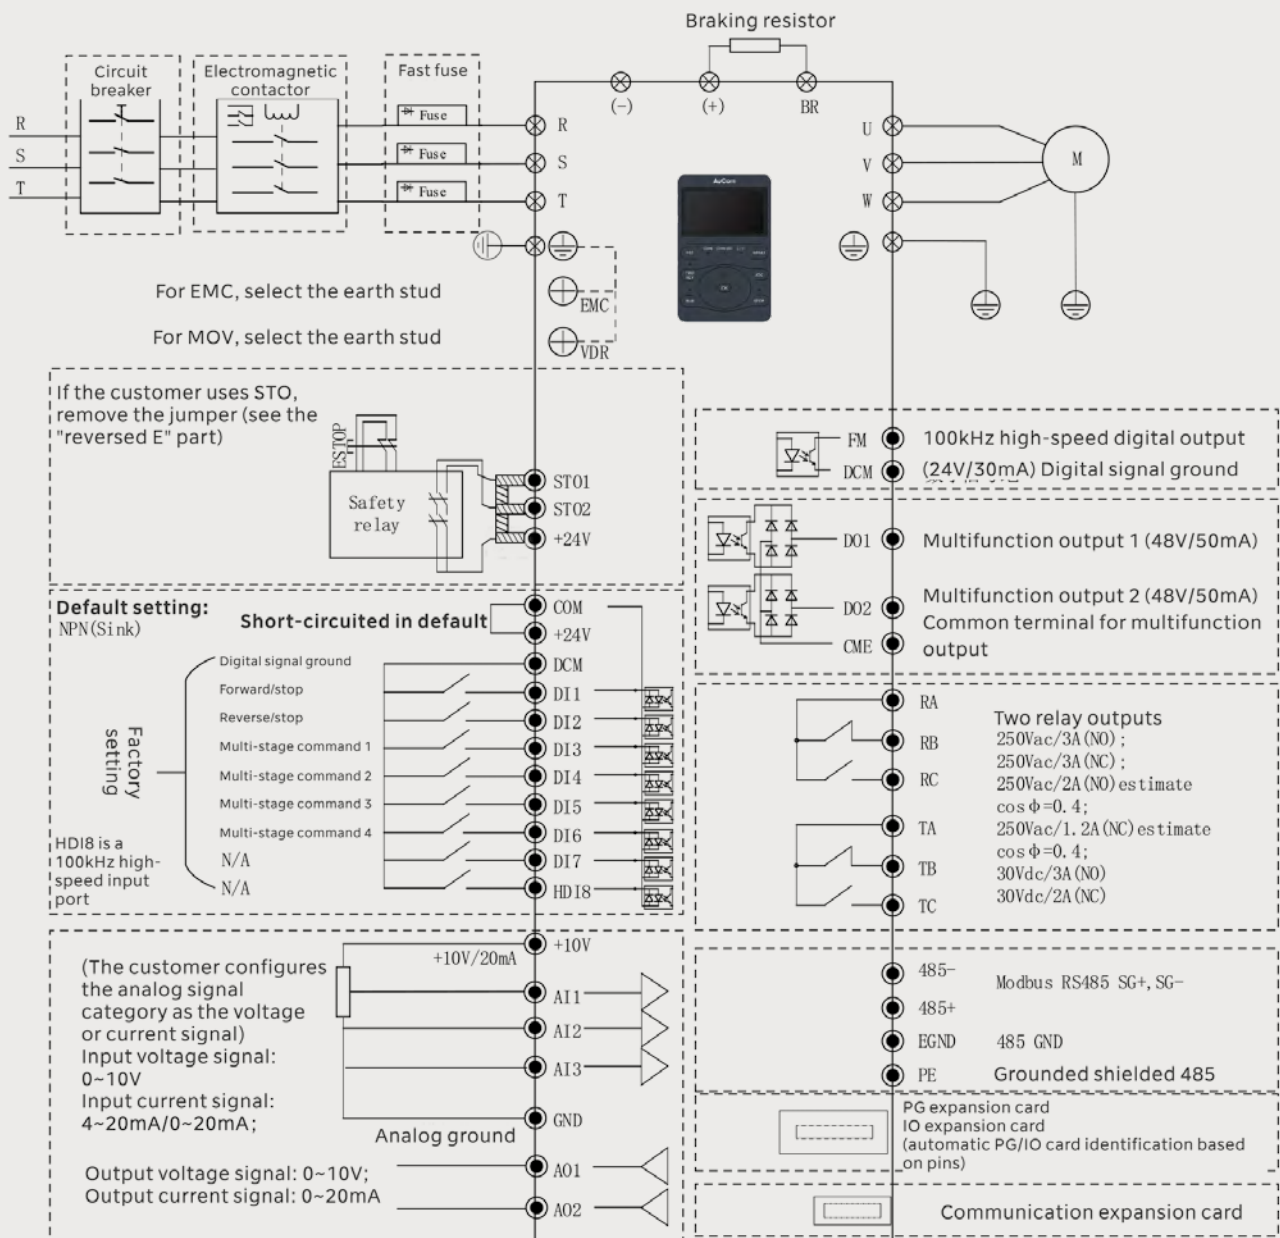 Braking resistor
Circuit
breaker
Electromagnetic
contactor
Fast fuse
R
S
T
Fuse
Fuse
Fuse
(-)
(+)
BR
R
S
T
U
V
W
M
AuCom
OK
EMC
VDR
For EMC, select the earth stud
For MOV, select the earth stud
If the customer uses STO,
remove the jumper (see the
"reversed E" part)
ESTOP
Safety
relay
STO1
STO2
+24V
Default setting:
NPN(Sink)
Short-circuited in default
COM
+24V
Digital signal ground
DCM
Forward/stop
DI1
Reverse/stop
DI2
Multi-stage command 1
DI3
Multi-stage command 2
DI4
Multi-stage command 3
DI5
Multi-stage command 4
DI6
N/A
DI7
N/A
HDI8
Factory
setting
HDI8 is a
100kHz high-
speed input
port
+10V
+10V/20mA
(The customer configures
the analog signal
category as the voltage
or current signal)
Input voltage signal:
0~10V
Input current signal:
4~20mA/0~20mA;
AI1
AI2
AI3
GND
Analog ground
Output voltage signal: 0~10V;
Output current signal: 0~20mA
AO1
AO2
FM
100kHz high-speed digital output
DCM
(24V/30mA) Digital signal ground
DO1
Multifunction output 1 (48V/50mA)
DO2
Multifunction output 2 (48V/50mA)
Common terminal for multifunction
CME
output
RA
RB
RC
TA
TB
TC
Two relay outputs
250Vac/3A(NO);
250Vac/3A(NC);
250Vac/2A(NO)estimate
cosΦ=0.4;
250Vac/1.2A(NC)estimate
cosΦ=0.4;
30Vdc/3A(NO)
30Vdc/2A(NC)
485-
Modbus RS485 SG+,SG-
485+
EGND
485 GND
PE
Grounded shielded 485
PG expansion card
IO expansion card
(automatic PG/IO card identification based
on pins)
Communication expansion card